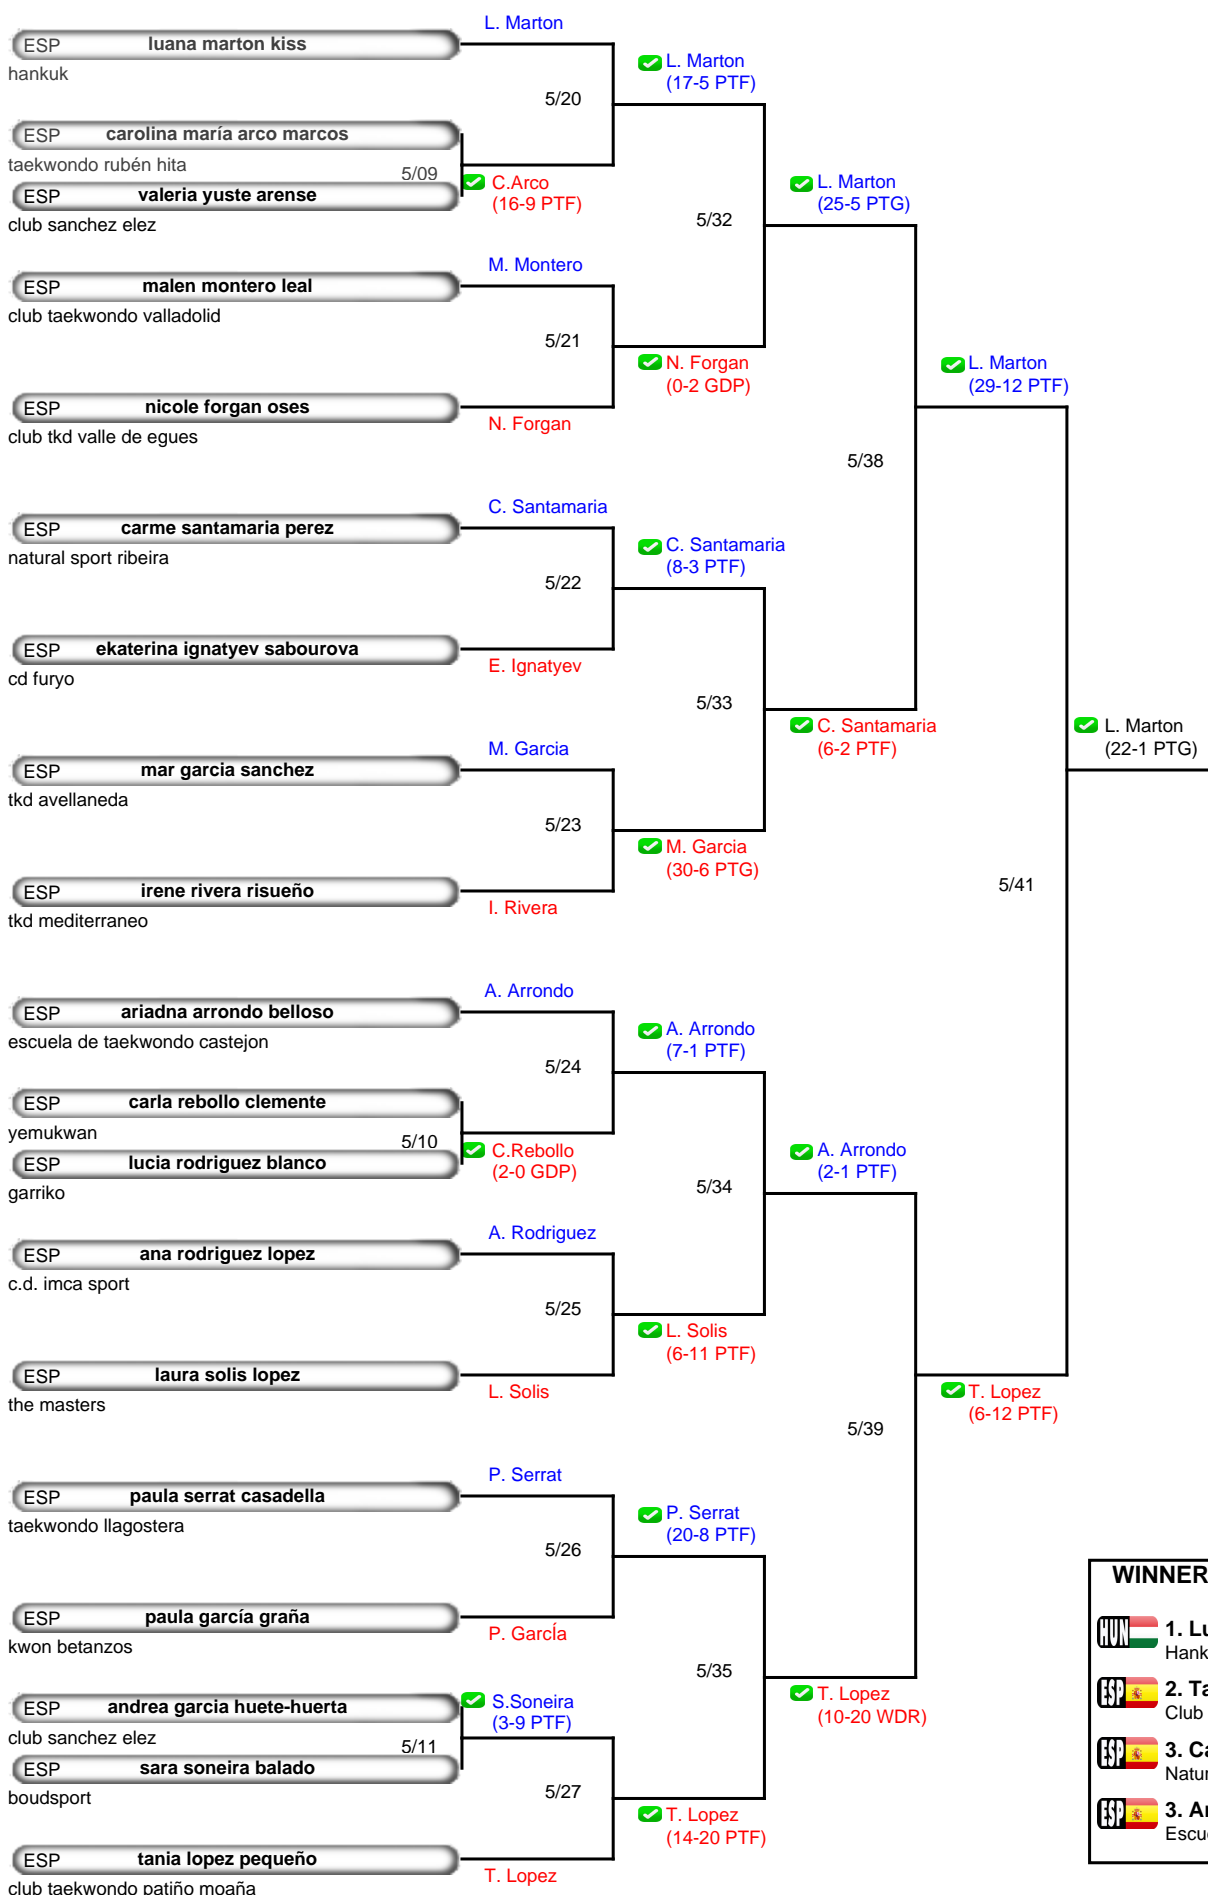 L. Marton
ESP luana marton kiss
hankuk
L. Marton
(17-5 PTF)
5/20
ESP carolina maría arco marcos
taekwondo rubén hita
5/09
C.Arco
(16-9 PTF)
ESP valeria yuste arense
club sanchez elez
L. Marton
(25-5 PTG)
5/32
M. Montero
ESP malen montero leal
club taekwondo valladolid
5/21
N. Forgan
(0-2 GDP)
ESP nicole forgan oses
club tkd valle de egues
N. Forgan
L. Marton
(29-12 PTF)
5/38
C. Santamaria
ESP carme santamaria perez
natural sport ribeira
C. Santamaria
(8-3 PTF)
5/22
ESP ekaterina ignatyev sabourova
cd furyo
E. Ignatyev
5/33
C. Santamaria
(6-2 PTF)
L. Marton
(22-1 PTG)
M. Garcia
ESP mar garcia sanchez
tkd avellaneda
5/23
M. Garcia
(30-6 PTG)
ESP irene rivera risueño
tkd mediterraneo
I. Rivera
5/41
A. Arrondo
ESP ariadna arrondo belloso
escuela de taekwondo castejon
A. Arrondo
(7-1 PTF)
5/24
ESP carla rebollo clemente
yemukwan
5/10
C.Rebollo
(2-0 GDP)
ESP lucia rodriguez blanco
garriko
A. Arrondo
(2-1 PTF)
5/34
A. Rodriguez
ESP ana rodriguez lopez
c.d. imca sport
5/25
L. Solis
(6-11 PTF)
ESP laura solis lopez
the masters
L. Solis
T. Lopez
(6-12 PTF)
5/39
P. Serrat
ESP paula serrat casadella
taekwondo llagostera
P. Serrat
(20-8 PTF)
5/26
ESP paula garcía graña
kwon betanzos
P. GarcÍa
5/35
T. Lopez
(10-20 WDR)
ESP andrea garcia huete-huerta
club sanchez elez
5/11
S.Soneira
(3-9 PTF)
ESP sara soneira balado
boudsport
5/27
T. Lopez
(14-20 PTF)
ESP tania lopez pequeño
club taekwondo patiño moaña
T. Lopez
WINNER
HUN 1. Lu
Hank
ESP 2. Ta
Club
ESP 3. Ca
Natur
ESP 3. Ar
Escue